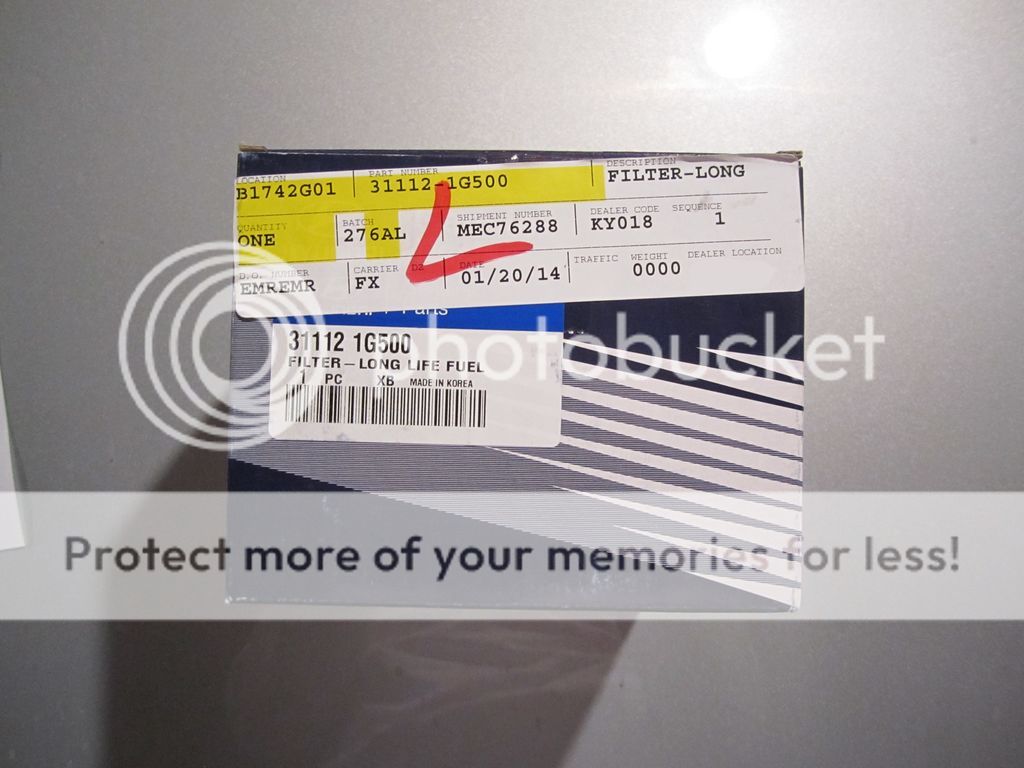 LOCATION PART NUMBER DESCRIPTION
B1742G01 31112-1G500 FILTER-LONG
QUANTITY BATCH SHIPMENT NUMBER DEALER CODE SEQUENCE
ONE 276AL MEC76288 KY018 1
D.O. NUMBER CARRIER DZ DATE TRAFFIC WEIGHT DEALER LOCATION
EMREMR FX 01/20/14 0000
Parts
31112 1G500
FILTER-LONG LIFE FUEL
1 PC XB MADE IN KOREA
photobucket
Protect more of your memories for less!